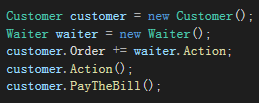 Customer customer = new Customer();
Waiter waiter = new Waiter();
customer.Order += waiter.Action;
customer.Action();
customer.PayTheBill();